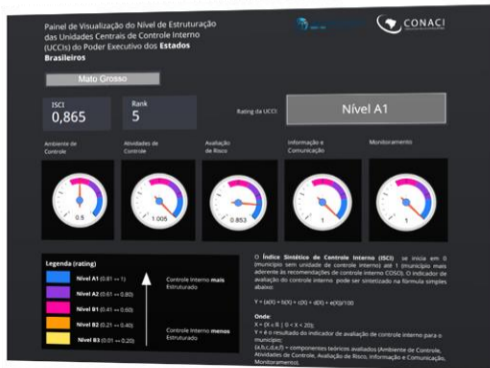 Painel de Visualização do Nível de Estruturação
das Unidades Centrais de Controle Interno
(UCCIs) do Poder Executivo dos Estados
Brasileiros
CONACI
Mato Grosso
ISCI
0,865
Rank
5
Rating da UCCI
Nível A1
Ambiente de
Controle
Atividades de
Controle
Avaliação
de Risco
Informação e
Comunicação
Monitoramento
0.5
1.005
0.853
1
1
Legenda (rating)
Nível A1 (0.81 ↔ 1)
Nível A2 (0.61 ↔ 0.80)
Nível B1 (0.41 ↔ 0.60)
Nível B2 (0.21 ↔ 0.40)
Nível B3 (0.01 ↔ 0.20)
Controle Interno mais
Estruturado
Controle Interno menos
Estruturado
O Índice Sintético de Controle Interno (ISCI) se inicia em 0
(município sem unidade de controle interno) até 1 (município mais
aderente às recomendações de controle interno COSO). O indicador de
avaliação do controle interno pode ser sintetizado na fórmula simples
abaixo:
Onde:
Y = é o resultado do indicador de avaliação de controle interno para o
município;
= componentes teóricos avaliados (Ambiente de Controle,
Atividades de Controle, Avaliação de Risco, Informação e Comunicação,
Monitoramento).